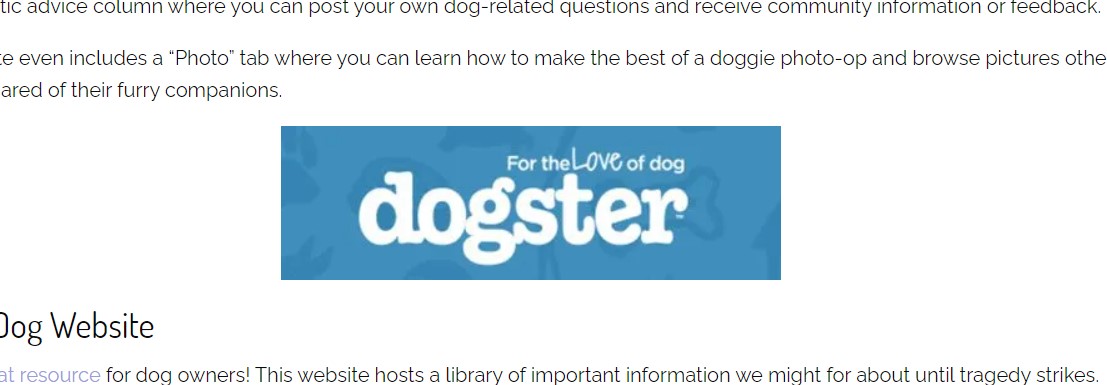 tic advice column where you can post your own dog-related questions and receive community information or feedback.
te even includes a “Photo” tab where you can learn how to make the best of a doggie photo-op and browse pictures othe
ared of their furry companions.
For the LOVE of dog
dogster™
Dog Website
at resource for dog owners! This website hosts a library of important information we might for about until tragedy strikes.